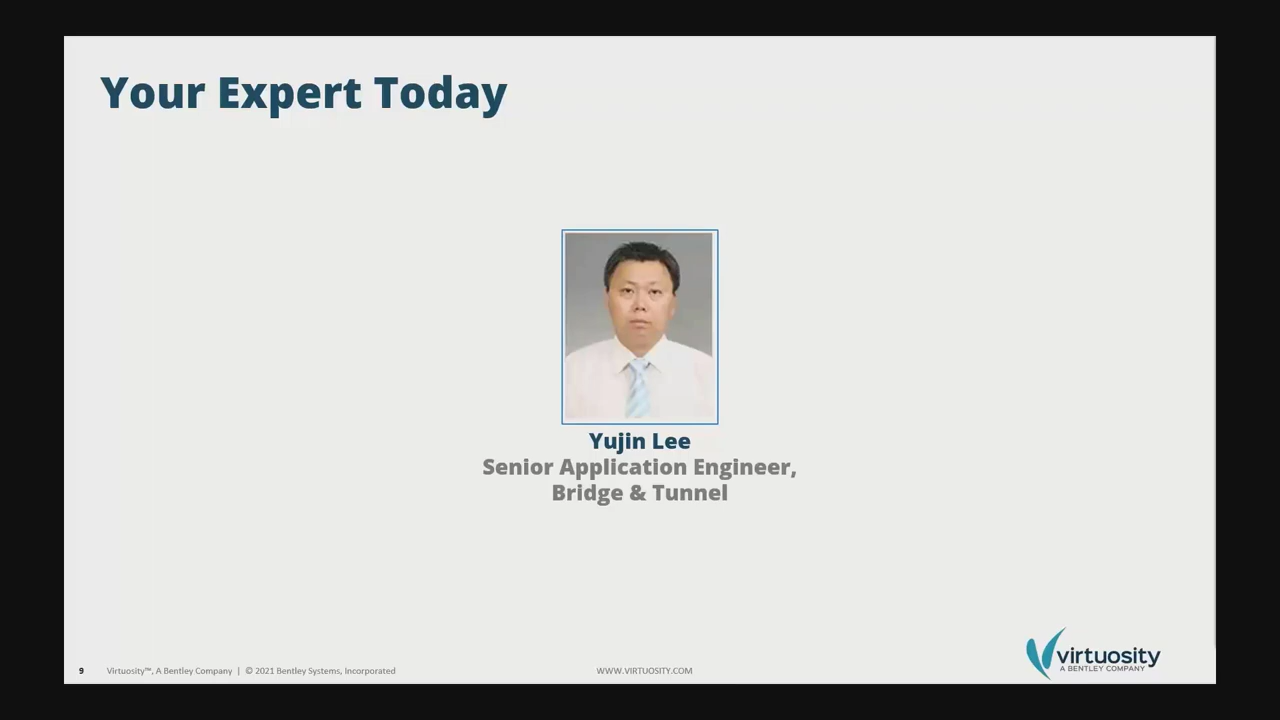 Your Expert Today
Yujin Lee
Senior Application Engineer,
Bridge & Tunnel
virtuosity
A BENTLEY COMPANY
9 Virtuosity™, A Bentley Company | © 2021 Bentley Systems, Incorporated WWW.VIRTUOSITY.COM